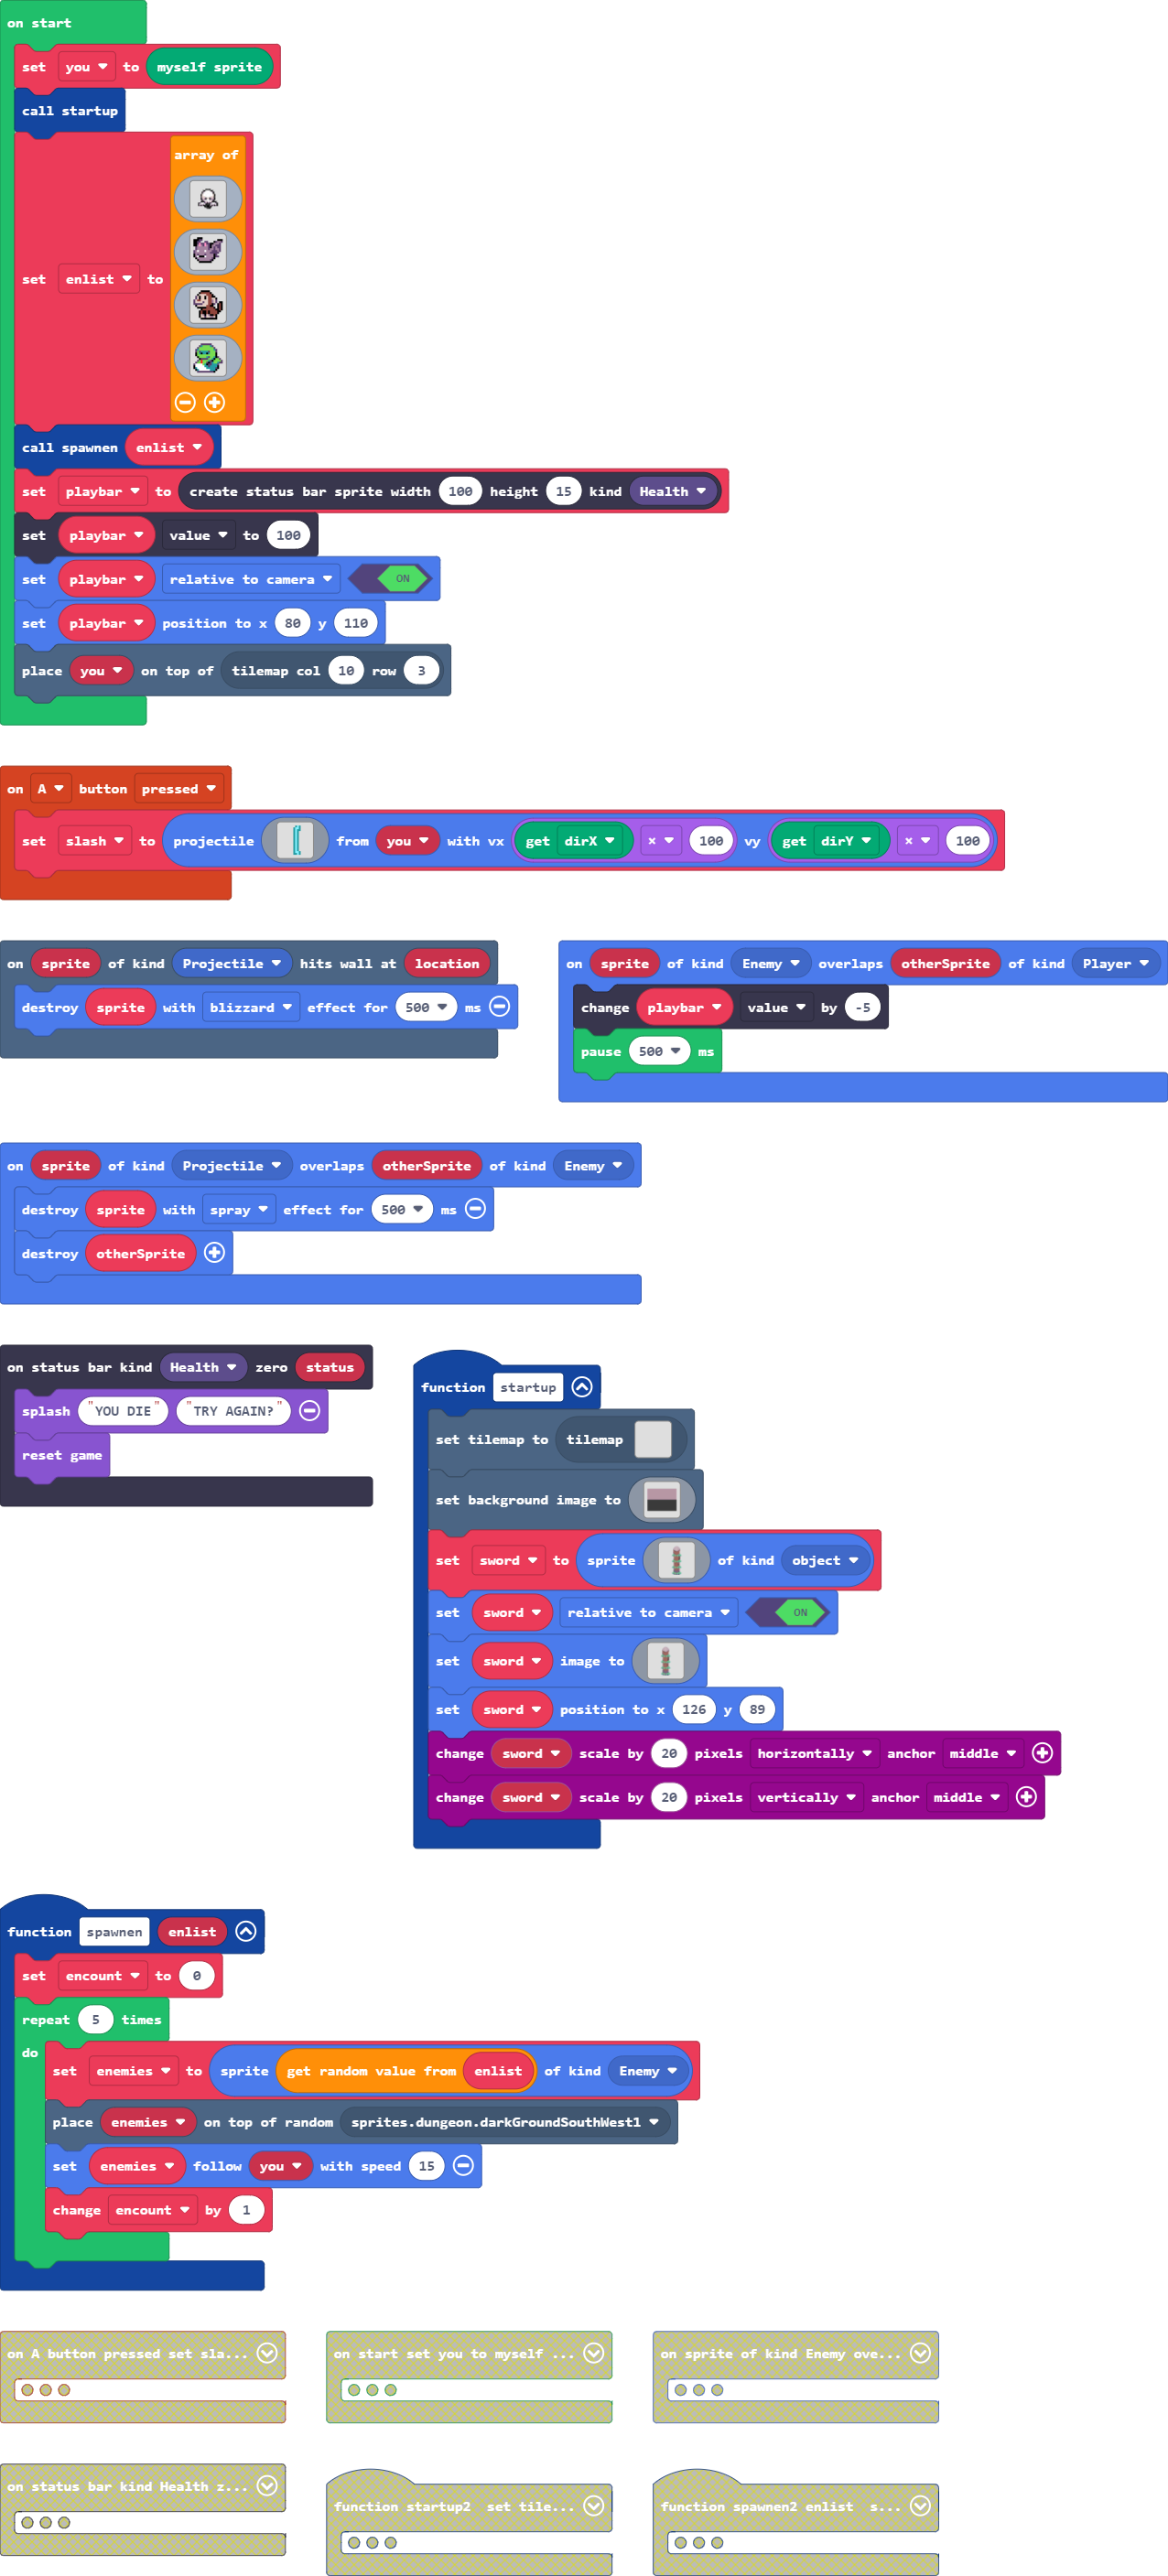 on start
set you to myself sprite
call startup
array of
set enlist to
call spawnen enlist
set playbar to create status bar sprite width 100 height 15 kind Health
set playbar value to 100
set playbar relative to camera ON
set playbar position to x 80 y 110
place you on top of tilemap col 10 row 3
on A button pressed
set slash to projectile from you with vx get dirX × 100 vy get dirY × 100
on sprite of kind Projectile hits wall at location
destroy sprite with blizzard effect for 500 ms
on sprite of kind Enemy overlaps otherSprite of kind Player
change playbar value by -5
pause 500 ms
on sprite of kind Projectile overlaps otherSprite of kind Enemy
destroy sprite with spray effect for 500 ms
destroy otherSprite
on status bar kind Health zero status
splash "YOU DIE" "TRY AGAIN?"
reset game
function startup
set tilemap to tilemap
set background image to
set sword to sprite of kind object
set sword relative to camera ON
set sword image to
set sword position to x 126 y 89
change sword scale by 20 pixels horizontally anchor middle
change sword scale by 20 pixels vertically anchor middle
function spawnen enlist
set encount to 0
repeat 5 times
do
set enemies to sprite get random value from enlist of kind Enemy
place enemies on top of random sprites.dungeon.darkGroundSouthWest1
set enemies follow you with speed 15
change encount by 1
on A button pressed set sla...
on start set you to myself ...
on sprite of kind Enemy ove...
on status bar kind Health z...
function startup2 set tile...
function spawnen2 enlist s...